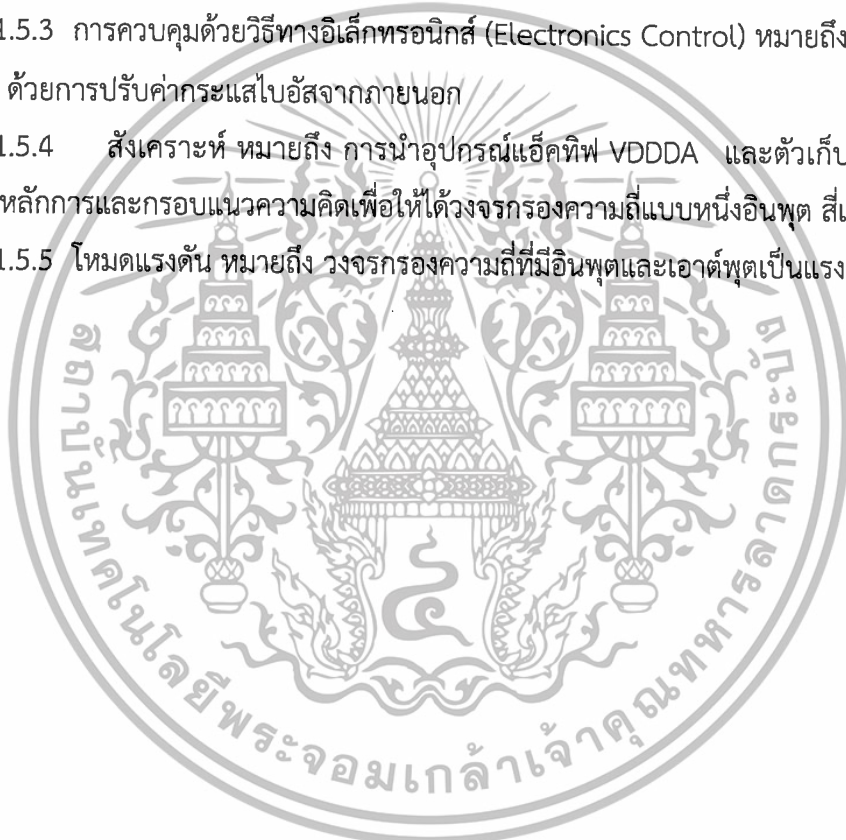 1.5.3 การควบคุมด้วยวิธีทางอิเล็กทรอนิกส์ (Electronics Control) หมายถึง
ด้วยการปรับค่ากระแสไบอัสจากภายนอก
1.5.4 สังเคราะห์ หมายถึง การนำอุปกรณ์แอ็คทิฟ VDDDA และตัวเก็บ
หลักการและกรอบแนวความคิดเพื่อให้ได้วงจรกรองความถี่แบบหนึ่งอินพุต สี่เ
1.5.5 โหมดแรงดัน หมายถึง วงจรกรองความถี่ที่มีอินพุตและเอาต์พุตเป็นแรง
สถาบันเทคโนโลยีพระจอมเกล้าเจ้าคุณทหารลาดกระบัง
๔